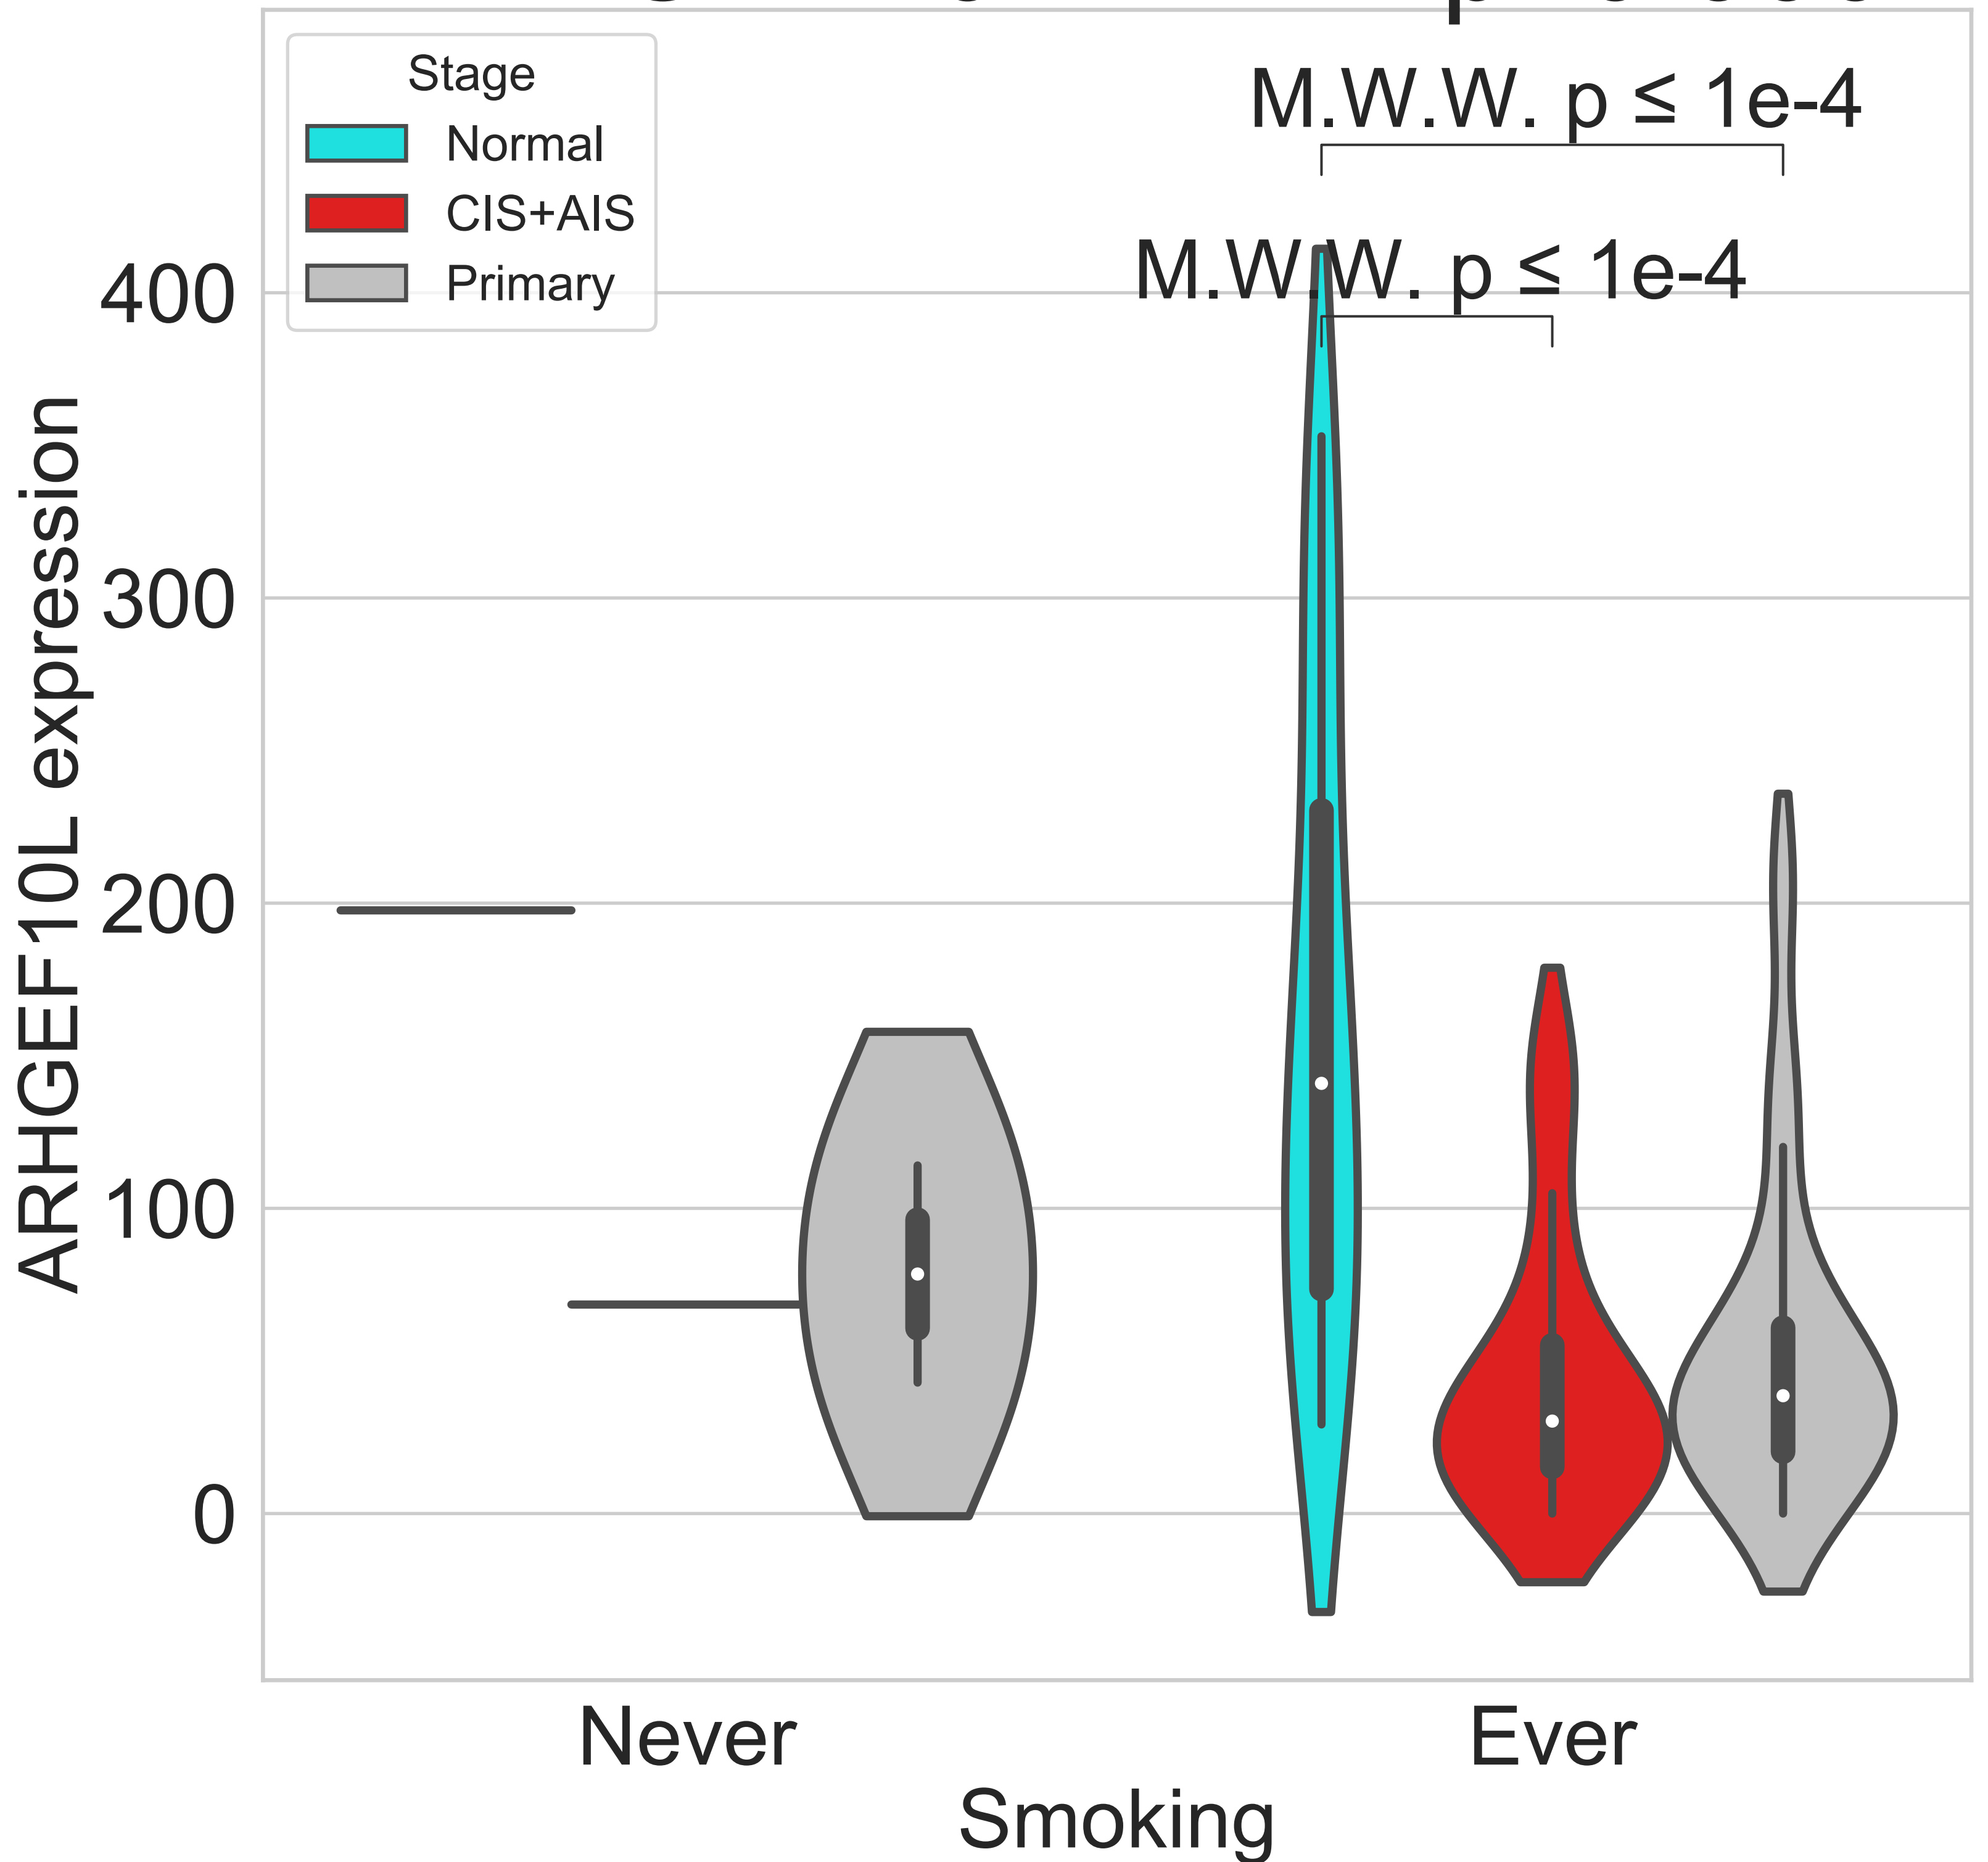 M.W.W. p ≤ 1e-4
M.W.W. p ≤ 1e-4
Stage
Normal
CIS+AIS
Primary
ARHGEF10L expression
400
300
200
100
0
Never
Ever
Smoking